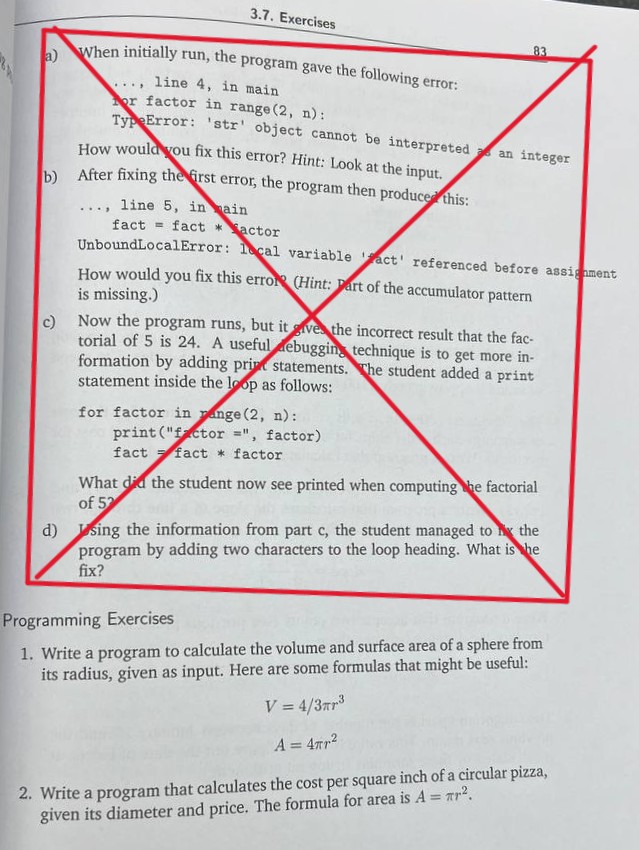 3.7. Exercises
83
a) When initially run, the program gave the following error:
..., line 4, in main
for factor in range(2, n):
TypeError: 'str' object cannot be interpreted as an integer
How would you fix this error? Hint: Look at the input.
b) After fixing the first error, the program then produced this:
..., line 5, in main
fact = fact * factor
UnboundLocalError: local variable 'fact' referenced before assignment
How would you fix this error? (Hint: Part of the accumulator pattern
is missing.)
c) Now the program runs, but it gives the incorrect result that the fac-
torial of 5 is 24. A useful debugging technique is to get more in-
formation by adding print statements. The student added a print
statement inside the loop as follows:
for factor in range(2, n):
print("factor =", factor)
fact = fact * factor
What did the student now see printed when computing the factorial
of 5?
d) Using the information from part c, the student managed to fix the
program by adding two characters to the loop heading. What is the
fix?
Programming Exercises
1. Write a program to calculate the volume and surface area of a sphere from
its radius, given as input. Here are some formulas that might be useful:
V = 4/3πr³
A = 4πr²
2. Write a program that calculates the cost per square inch of a circular pizza,
given its diameter and price. The formula for area is A = πr².